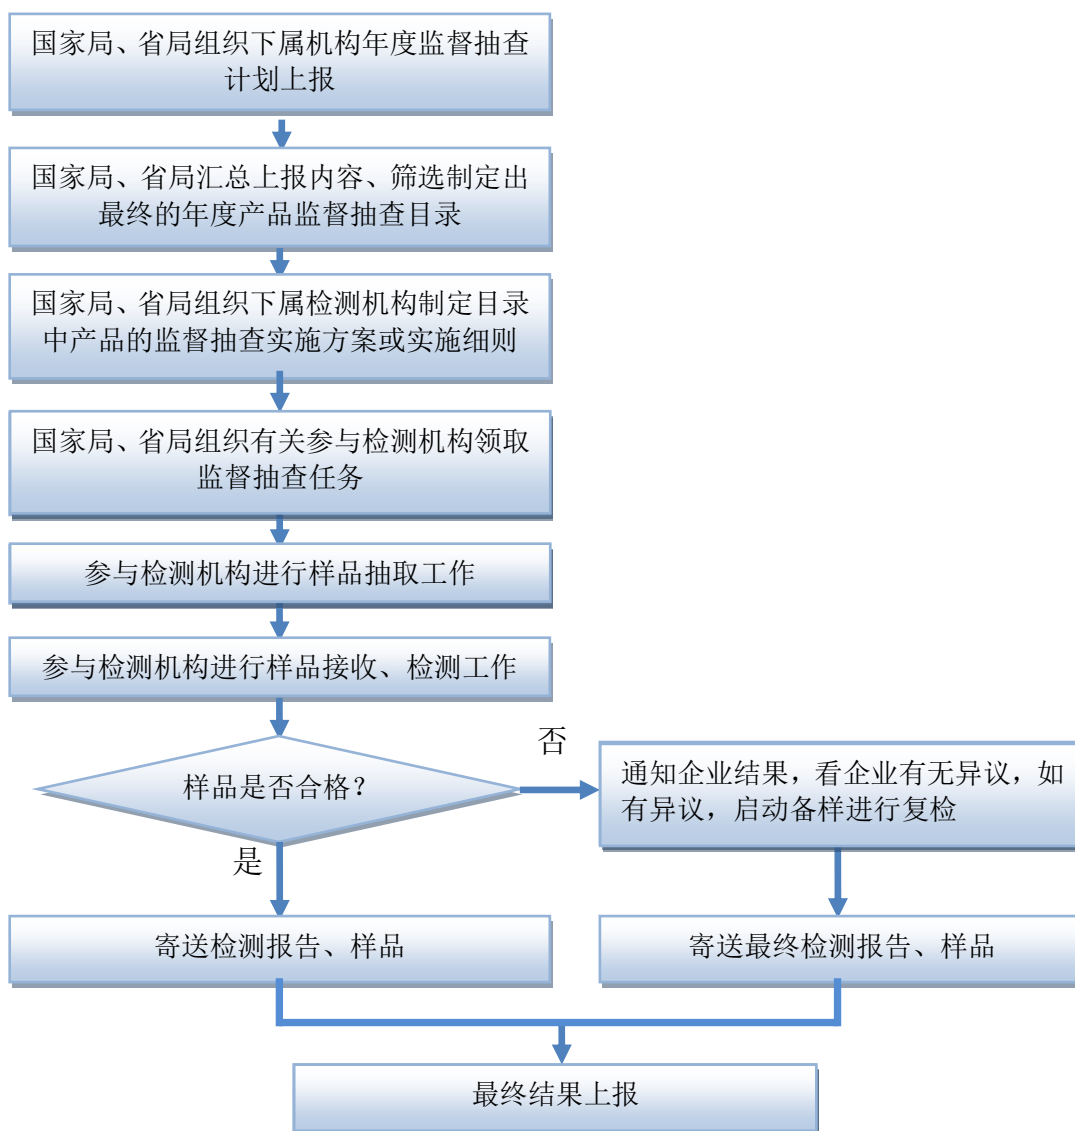 国家局、省局组织下属机构年度监督抽查
计划上报
国家局、省局汇总上报内容、筛选制定出
最终的年度产品监督抽查目录
国家局、省局组织下属检测机构制定目录
中产品的监督抽查实施方案或实施细则
国家局、省局组织有关参与检测机构领取
监督抽查任务
参与检测机构进行样品抽取工作
参与检测机构进行样品接收、检测工作
样品是否合格？
否
通知企业结果，看企业有无异议，如
有异议，启动备样进行复检
是
寄送检测报告、样品
寄送最终检测报告、样品
最终结果上报